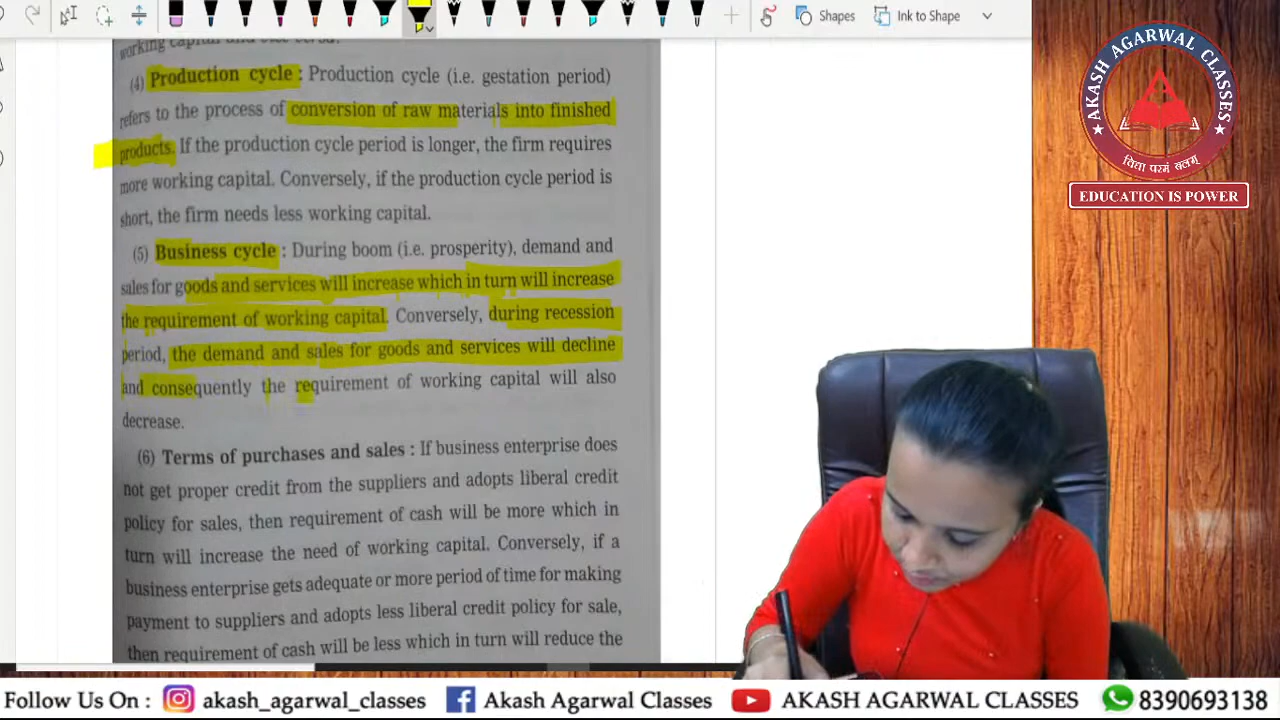 Shapes
Ink to Shape
working capital and vice versa.
(4) Production cycle : Production cycle (i.e. gestation period)
refers to the process of conversion of raw materials into finished
products. If the production cycle period is longer, the firm requires
more working capital. Conversely, if the production cycle period is
short, the firm needs less working capital.
(5) Business cycle : During boom (i.e. prosperity), demand and
sales for goods and services will increase which in turn will increase
the requirement of working capital. Conversely, during recession
period, the demand and sales for goods and services will decline
and consequently the requirement of working capital will also
decrease.
(6) Terms of purchases and sales : If business enterprise does
not get proper credit from the suppliers and adopts liberal credit
policy for sales, then requirement of cash will be more which in
turn will increase the need of working capital. Conversely, if a
business enterprise gets adequate or more period of time for making
payment to suppliers and adopts less liberal credit policy for sale,
then requirement of cash will be less which in turn will reduce the
AKASH AGARWAL CLASSES
विद्या परमं बलम्
EDUCATION IS POWER
Follow Us On : akash_agarwal_classes Akash Agarwal Classes AKASH AGARWAL CLASSES 8390693138